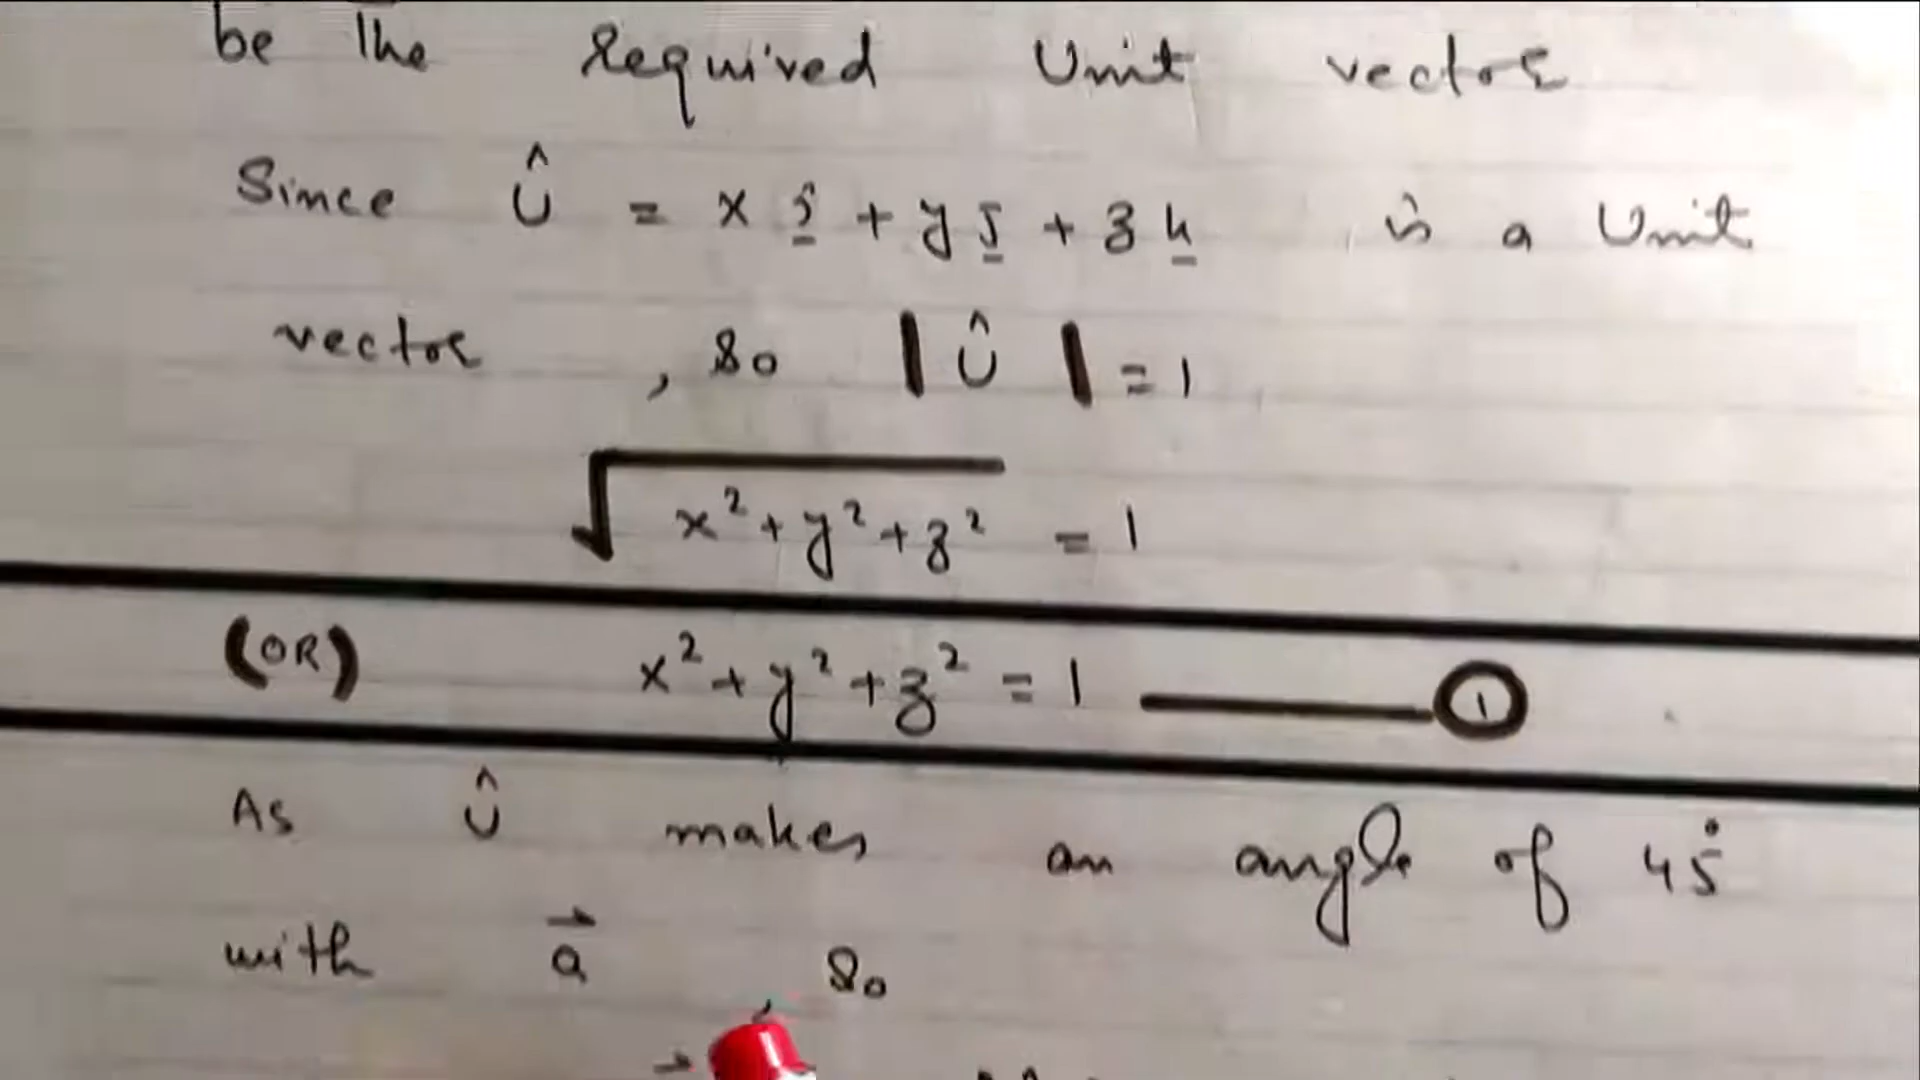 be the required Unit vector
Since Û = x i + y j + z k is a Unit
vector, so | Û | = 1
√x² + y² + z² = 1
(OR) x² + y² + z² = 1 ——— ①
As Û makes an angle of 45°
with a⃗ so